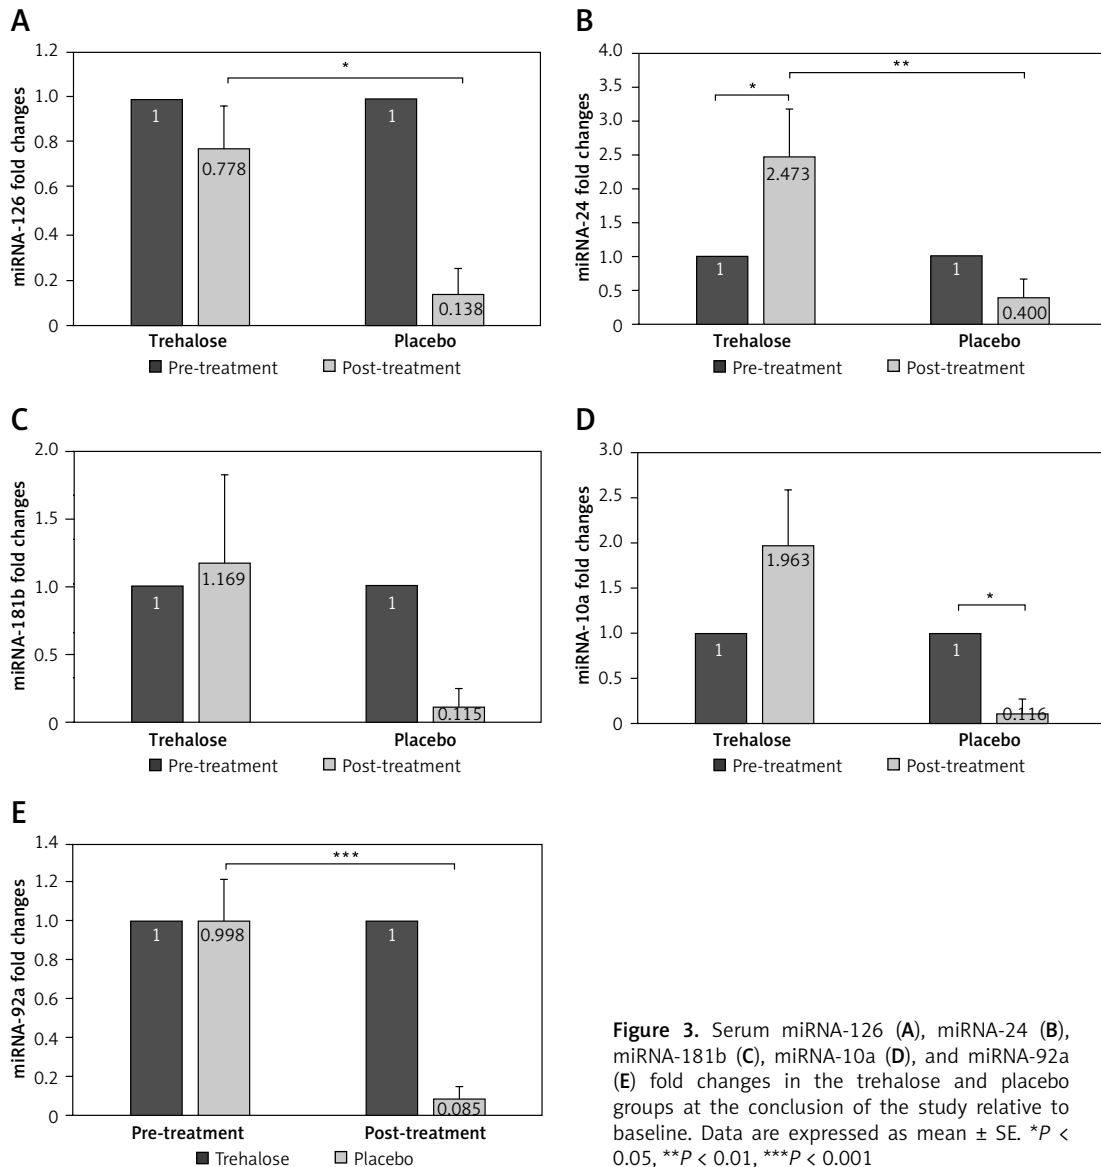 A
miRNA-126 fold changes
1.2
1.0
0.8
0.6
0.4
0.2
0
*
1
0.778
1
0.138
Trehalose Placebo
Pre-treatment Post-treatment
B
miRNA-24 fold changes
4.0
3.5
3.0
2.5
2.0
1.5
1.0
0.5
0
*
**
1
2.473
1
0.400
Trehalose Placebo
Pre-treatment Post-treatment
C
miRNA-181b fold changes
2.0
1.5
1.0
0.5
0
1
1.169
1
0.115
Trehalose Placebo
Pre-treatment Post-treatment
D
miRNA-10a fold changes
3.0
2.5
2.0
1.5
1.0
0.5
0
*
1
1.963
1
0.116
Trehalose Placebo
Pre-treatment Post-treatment
E
miRNA-92a fold changes
1.4
1.2
1.0
0.8
0.6
0.4
0.2
0
***
1
0.998
1
0.085
Pre-treatment Post-treatment
Trehalose Placebo
Figure 3. Serum miRNA-126 (A), miRNA-24 (B),
miRNA-181b (C), miRNA-10a (D), and miRNA-92a
(E) fold changes in the trehalose and placebo
groups at the conclusion of the study relative to
baseline. Data are expressed as mean ± SE. *P <
0.05, **P < 0.01, ***P < 0.001